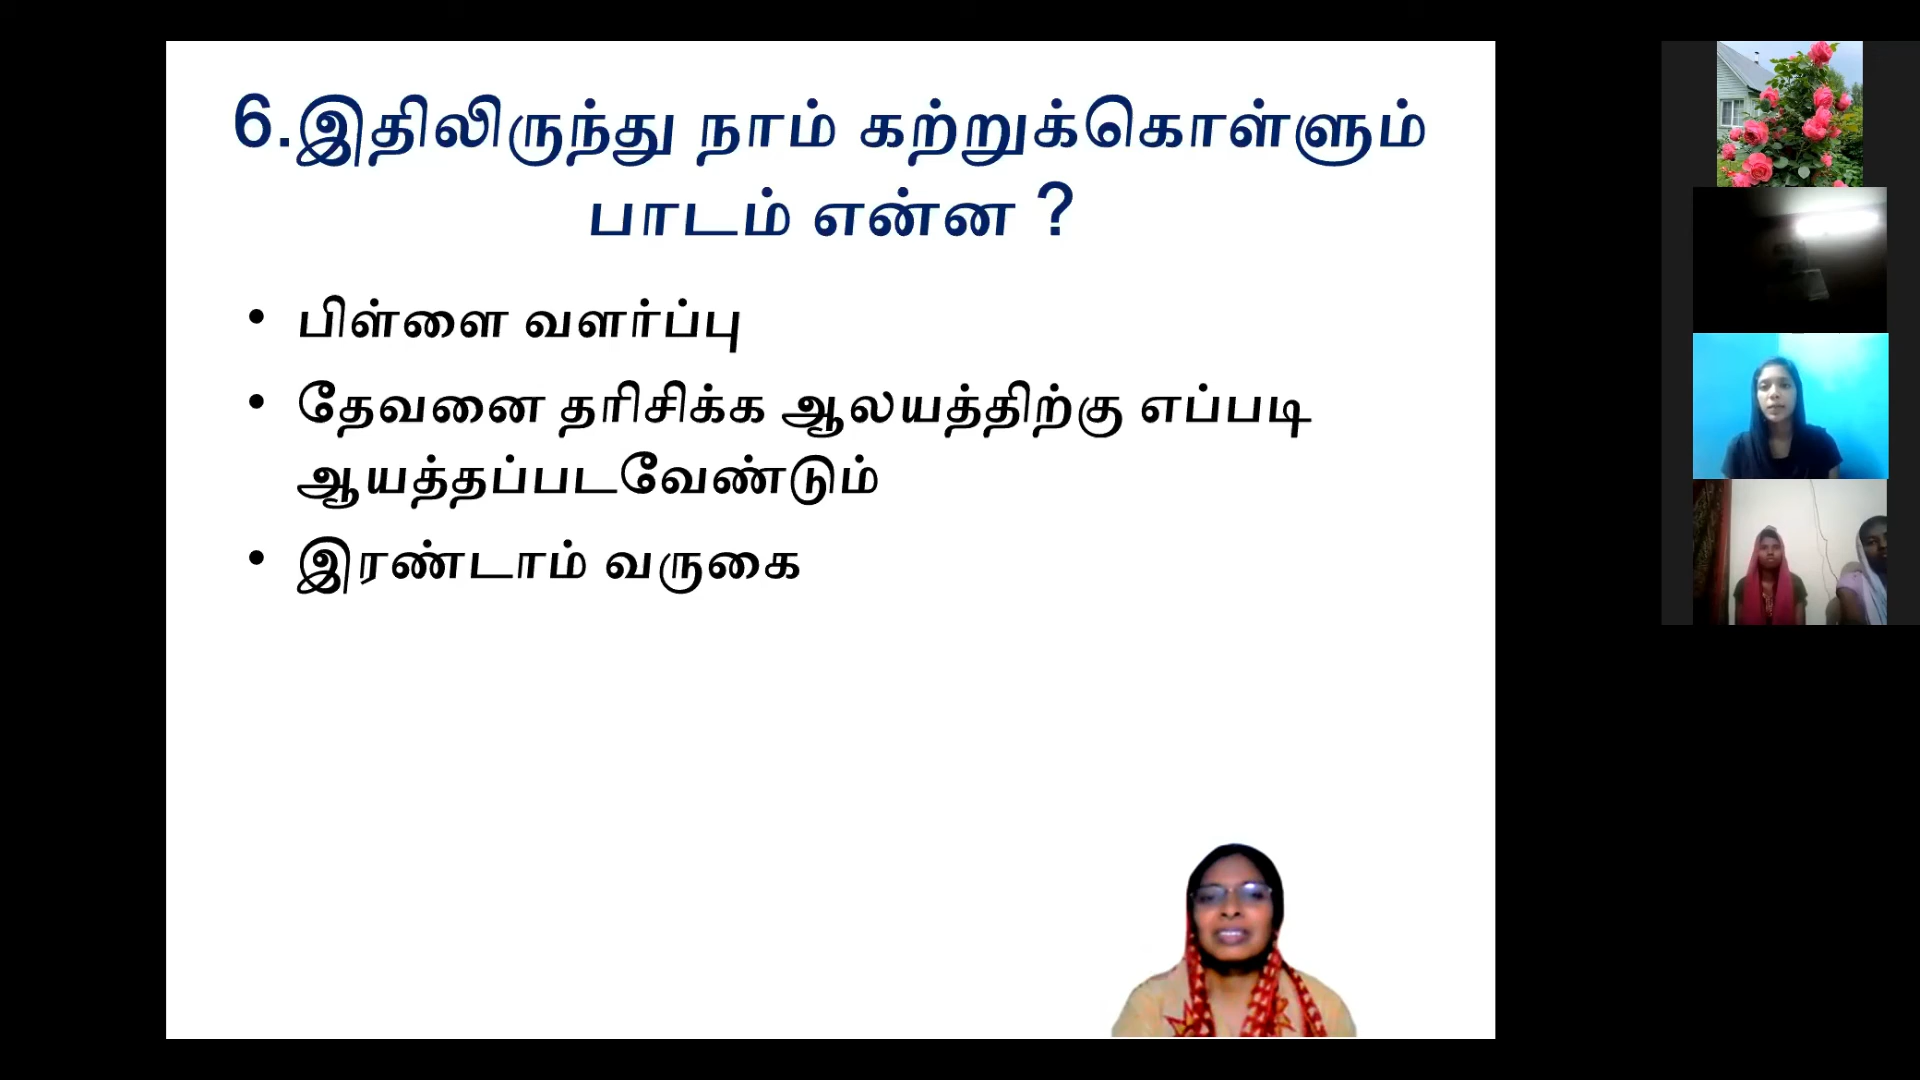 6.இதிலிருந்து நாம் கற்றுக்கொள்ளும்
பாடம் என்ன ?
• பிள்ளை வளர்ப்பு
• தேவனை தரிசிக்க ஆலயத்திற்கு எப்படி
ஆயத்தப்படவேண்டும்
• இரண்டாம் வருகை